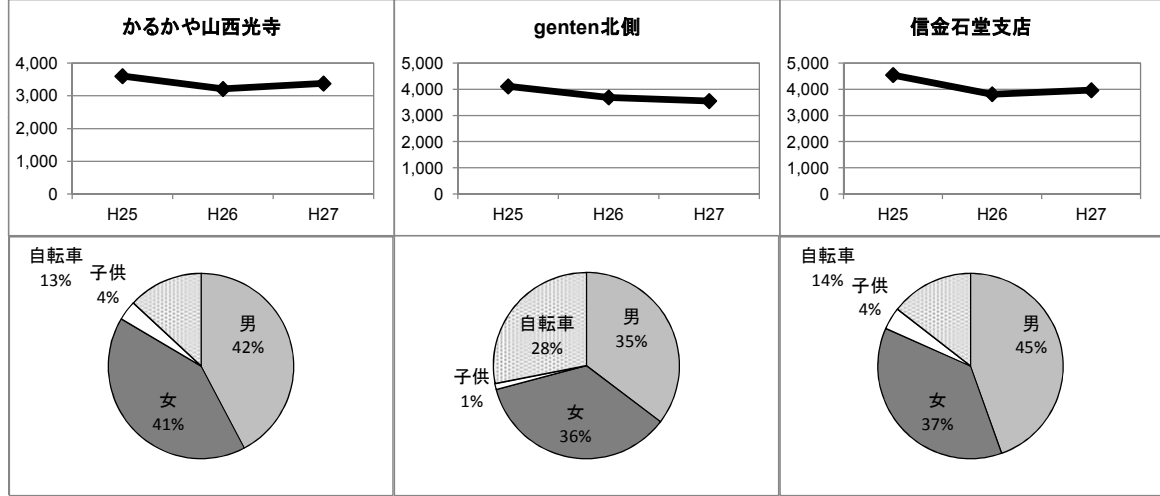 かるかや山西光寺
4,000
3,000
2,000
1,000
0
H25 H26 H27
genten北側
5,000
4,000
3,000
2,000
1,000
0
H25 H26 H27
信金石堂支店
5,000
4,000
3,000
2,000
1,000
0
H25 H26 H27
自転車
13%
子供
4%
男
42%
女
41%
自転車
28%
男
35%
子供
1%
女
36%
自転車
14%
子供
4%
男
45%
女
37%